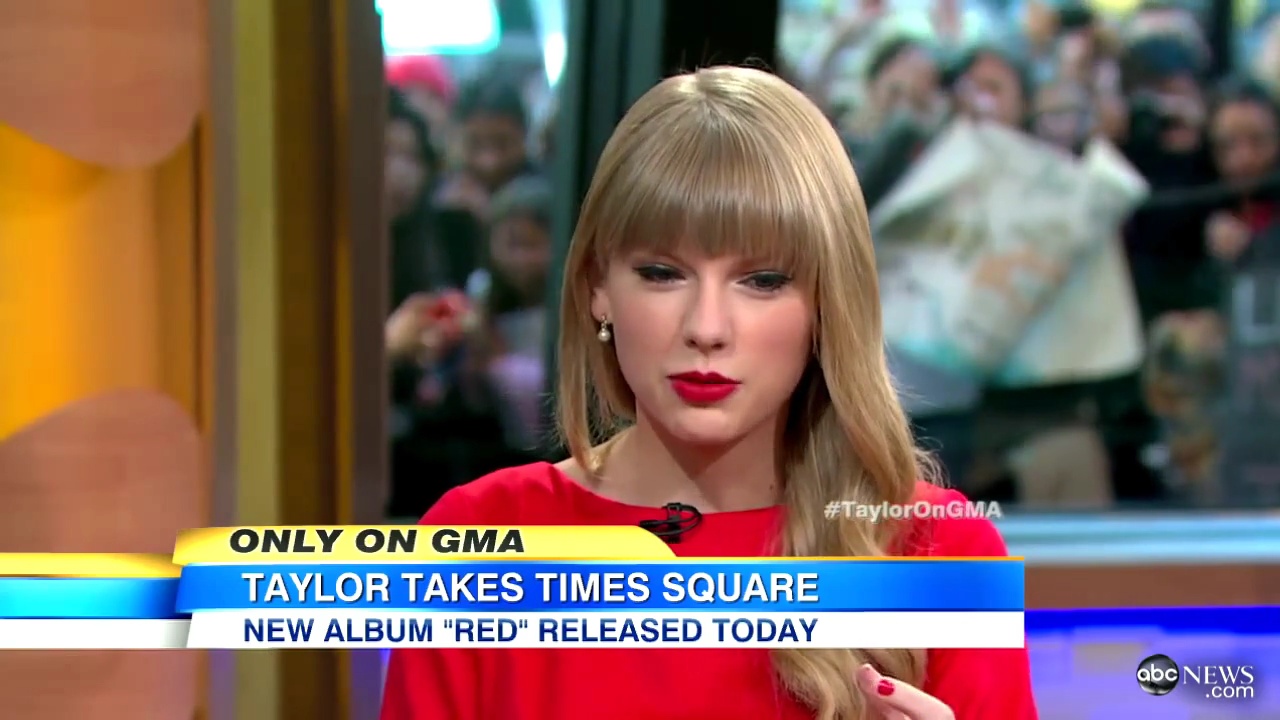 #TaylorOnGMA
ONLY ON GMA
TAYLOR TAKES TIMES SQUARE
NEW ALBUM "RED" RELEASED TODAY
abc NEWS
.com